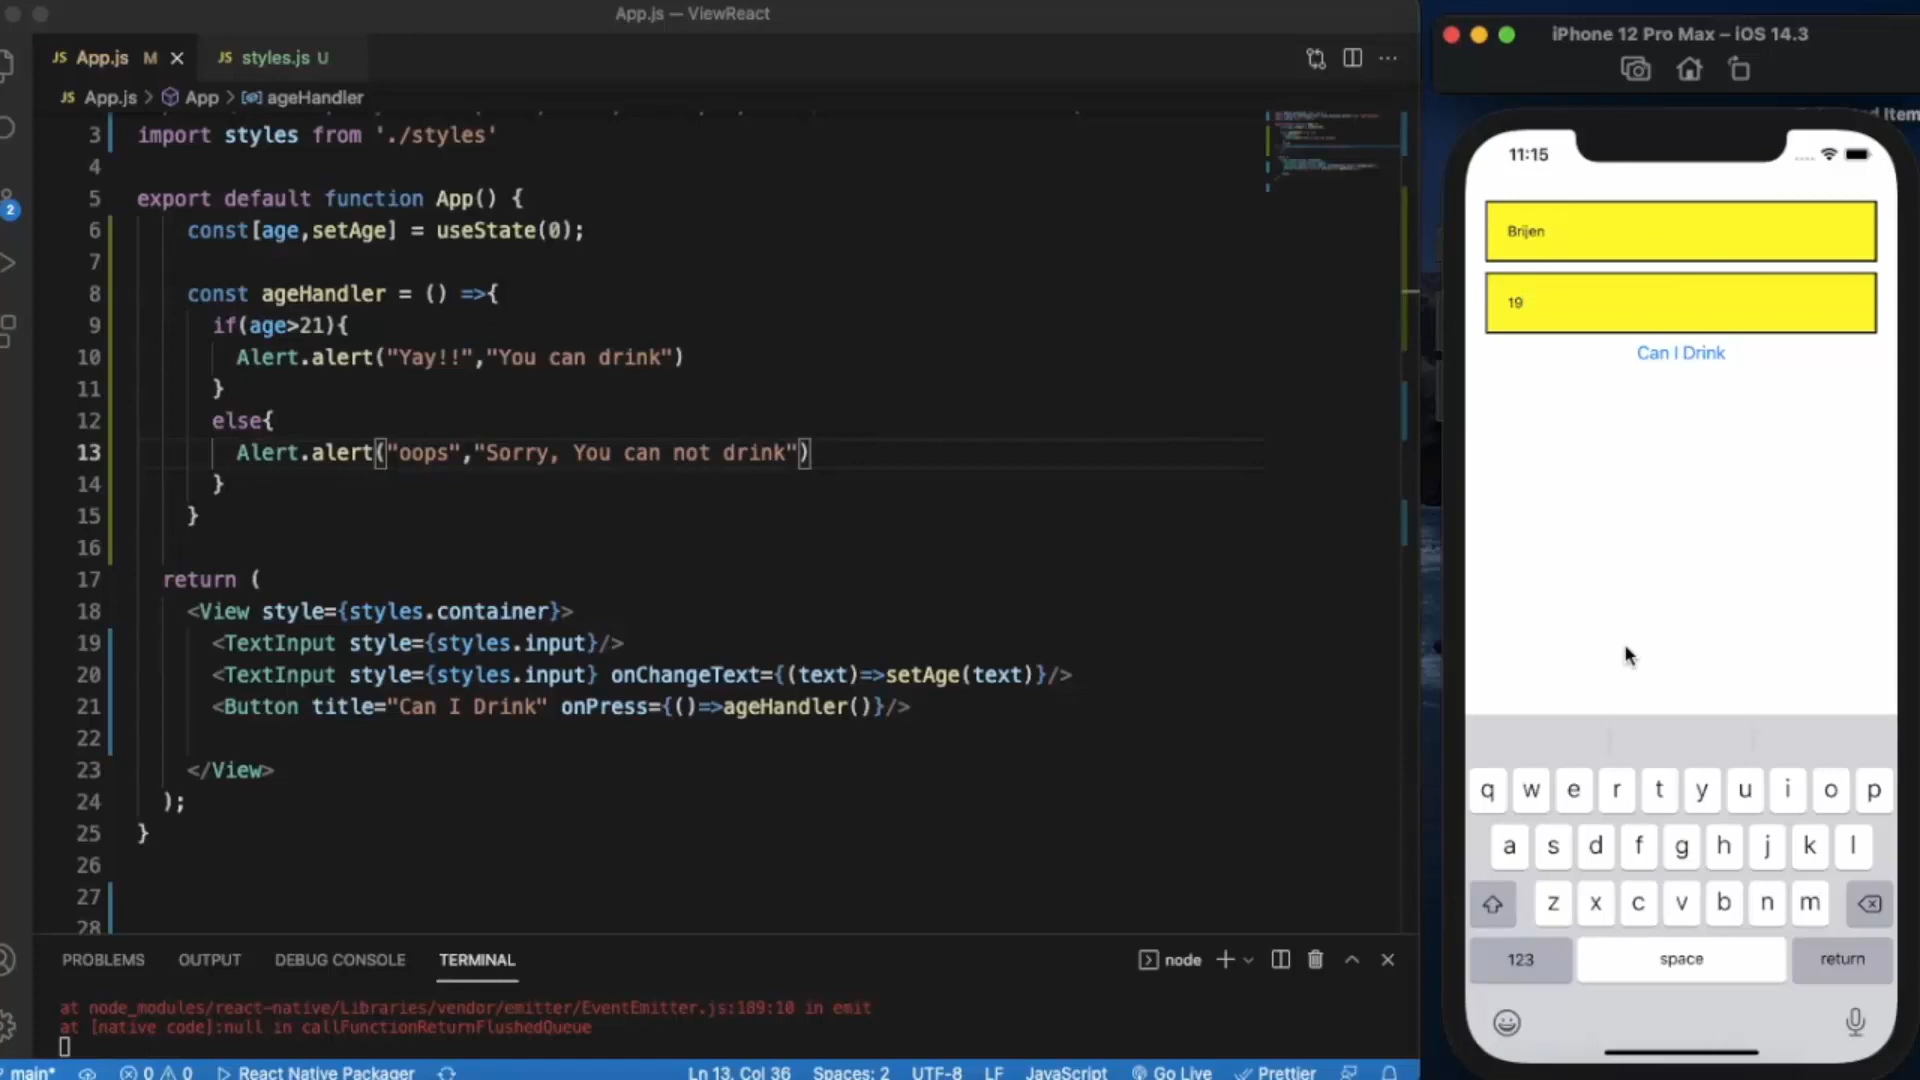 App.js — ViewReact
JS App.js M ×
JS styles.js U
JS App.js > App > ageHandler
3 import styles from './styles'
4
5 export default function App() {
6 const[age,setAge] = useState(0);
7
8 const ageHandler = () =>{
9 if(age>21){
10 Alert.alert("Yay!!","You can drink")
11 }
12 else{
13 Alert.alert("oops","Sorry, You can not drink")
14 }
15 }
16
17 return (
18 <View style={styles.container}>
19 <TextInput style={styles.input}/>
20 <TextInput style={styles.input} onChangeText={(text)=>setAge(text)}/>
21 <Button title="Can I Drink" onPress={()=>ageHandler()}/>
22
23 </View>
24 );
25 }
26
27
28
2
PROBLEMS OUTPUT DEBUG CONSOLE TERMINAL
node
at node_modules/react-native/Libraries/vendor/emitter/EventEmitter.js:189:10 in emit
at [native code]:null in callFunctionReturnFlushedQueue
main* 0 0 React Native Packager Ln 13, Col 36 Spaces: 2 UTF-8 LF JavaScript Go Live Prettier
iPhone 12 Pro Max – iOS 14.3
Item
11:15
Brijen
19
Can I Drink
q w e r t y u i o p
a s d f g h j k l
z x c v b n m
123 space return